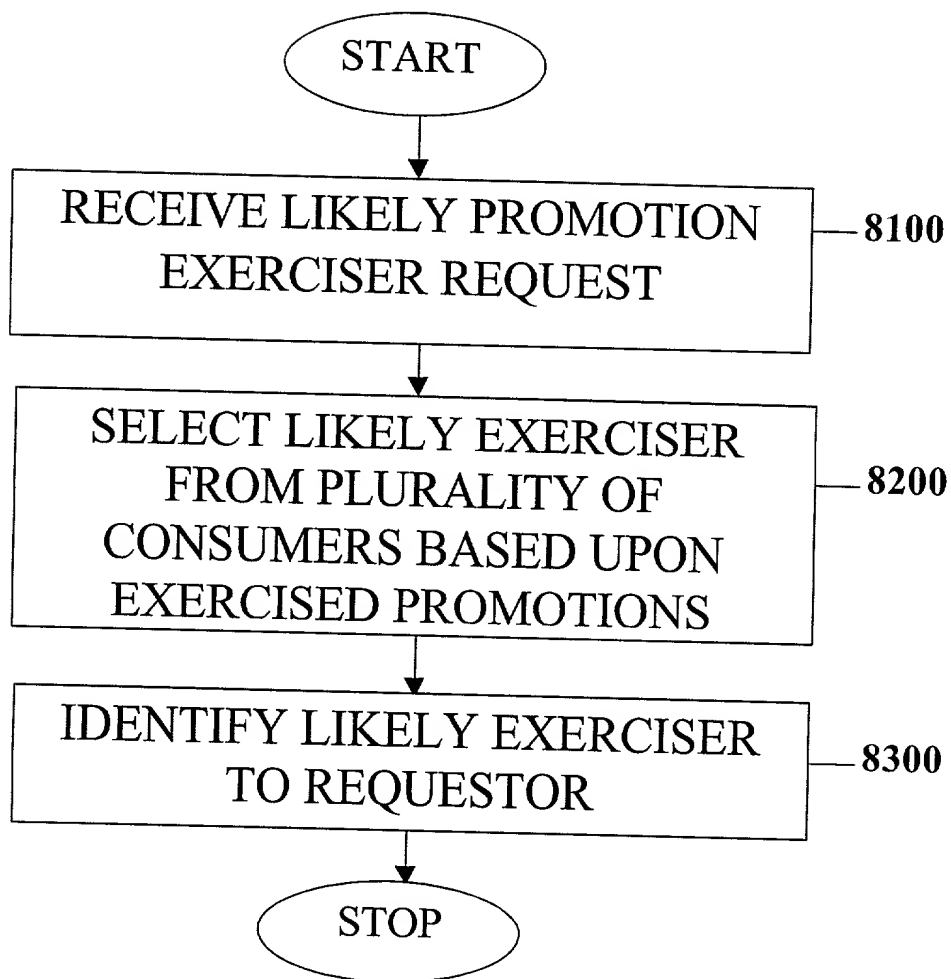 START
RECEIVE LIKELY PROMOTION
EXERCISER REQUEST
8100
SELECT LIKELY EXERCISER
FROM PLURALITY OF
CONSUMERS BASED UPON
EXERCISED PROMOTIONS
8200
IDENTIFY LIKELY EXERCISER
TO REQUESTOR
8300
STOP